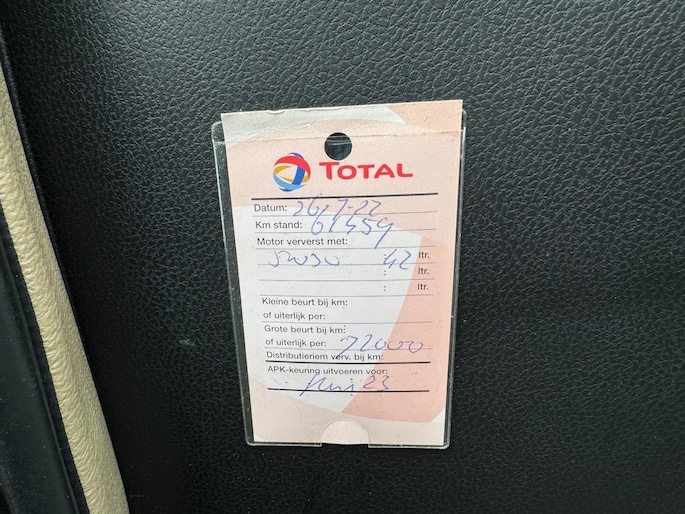 TOTAL
Datum: 26-7-22
Km stand: 61459
Motor ververst met:
5W30 : 42 ltr.
: ltr.
: ltr.
Kleine beurt bij km:
of uiterlijk per:
Grote beurt bij km:
of uiterlijk per: 72000
Distributieriem verv. bij km:
APK-keuring uitvoeren voor:
23